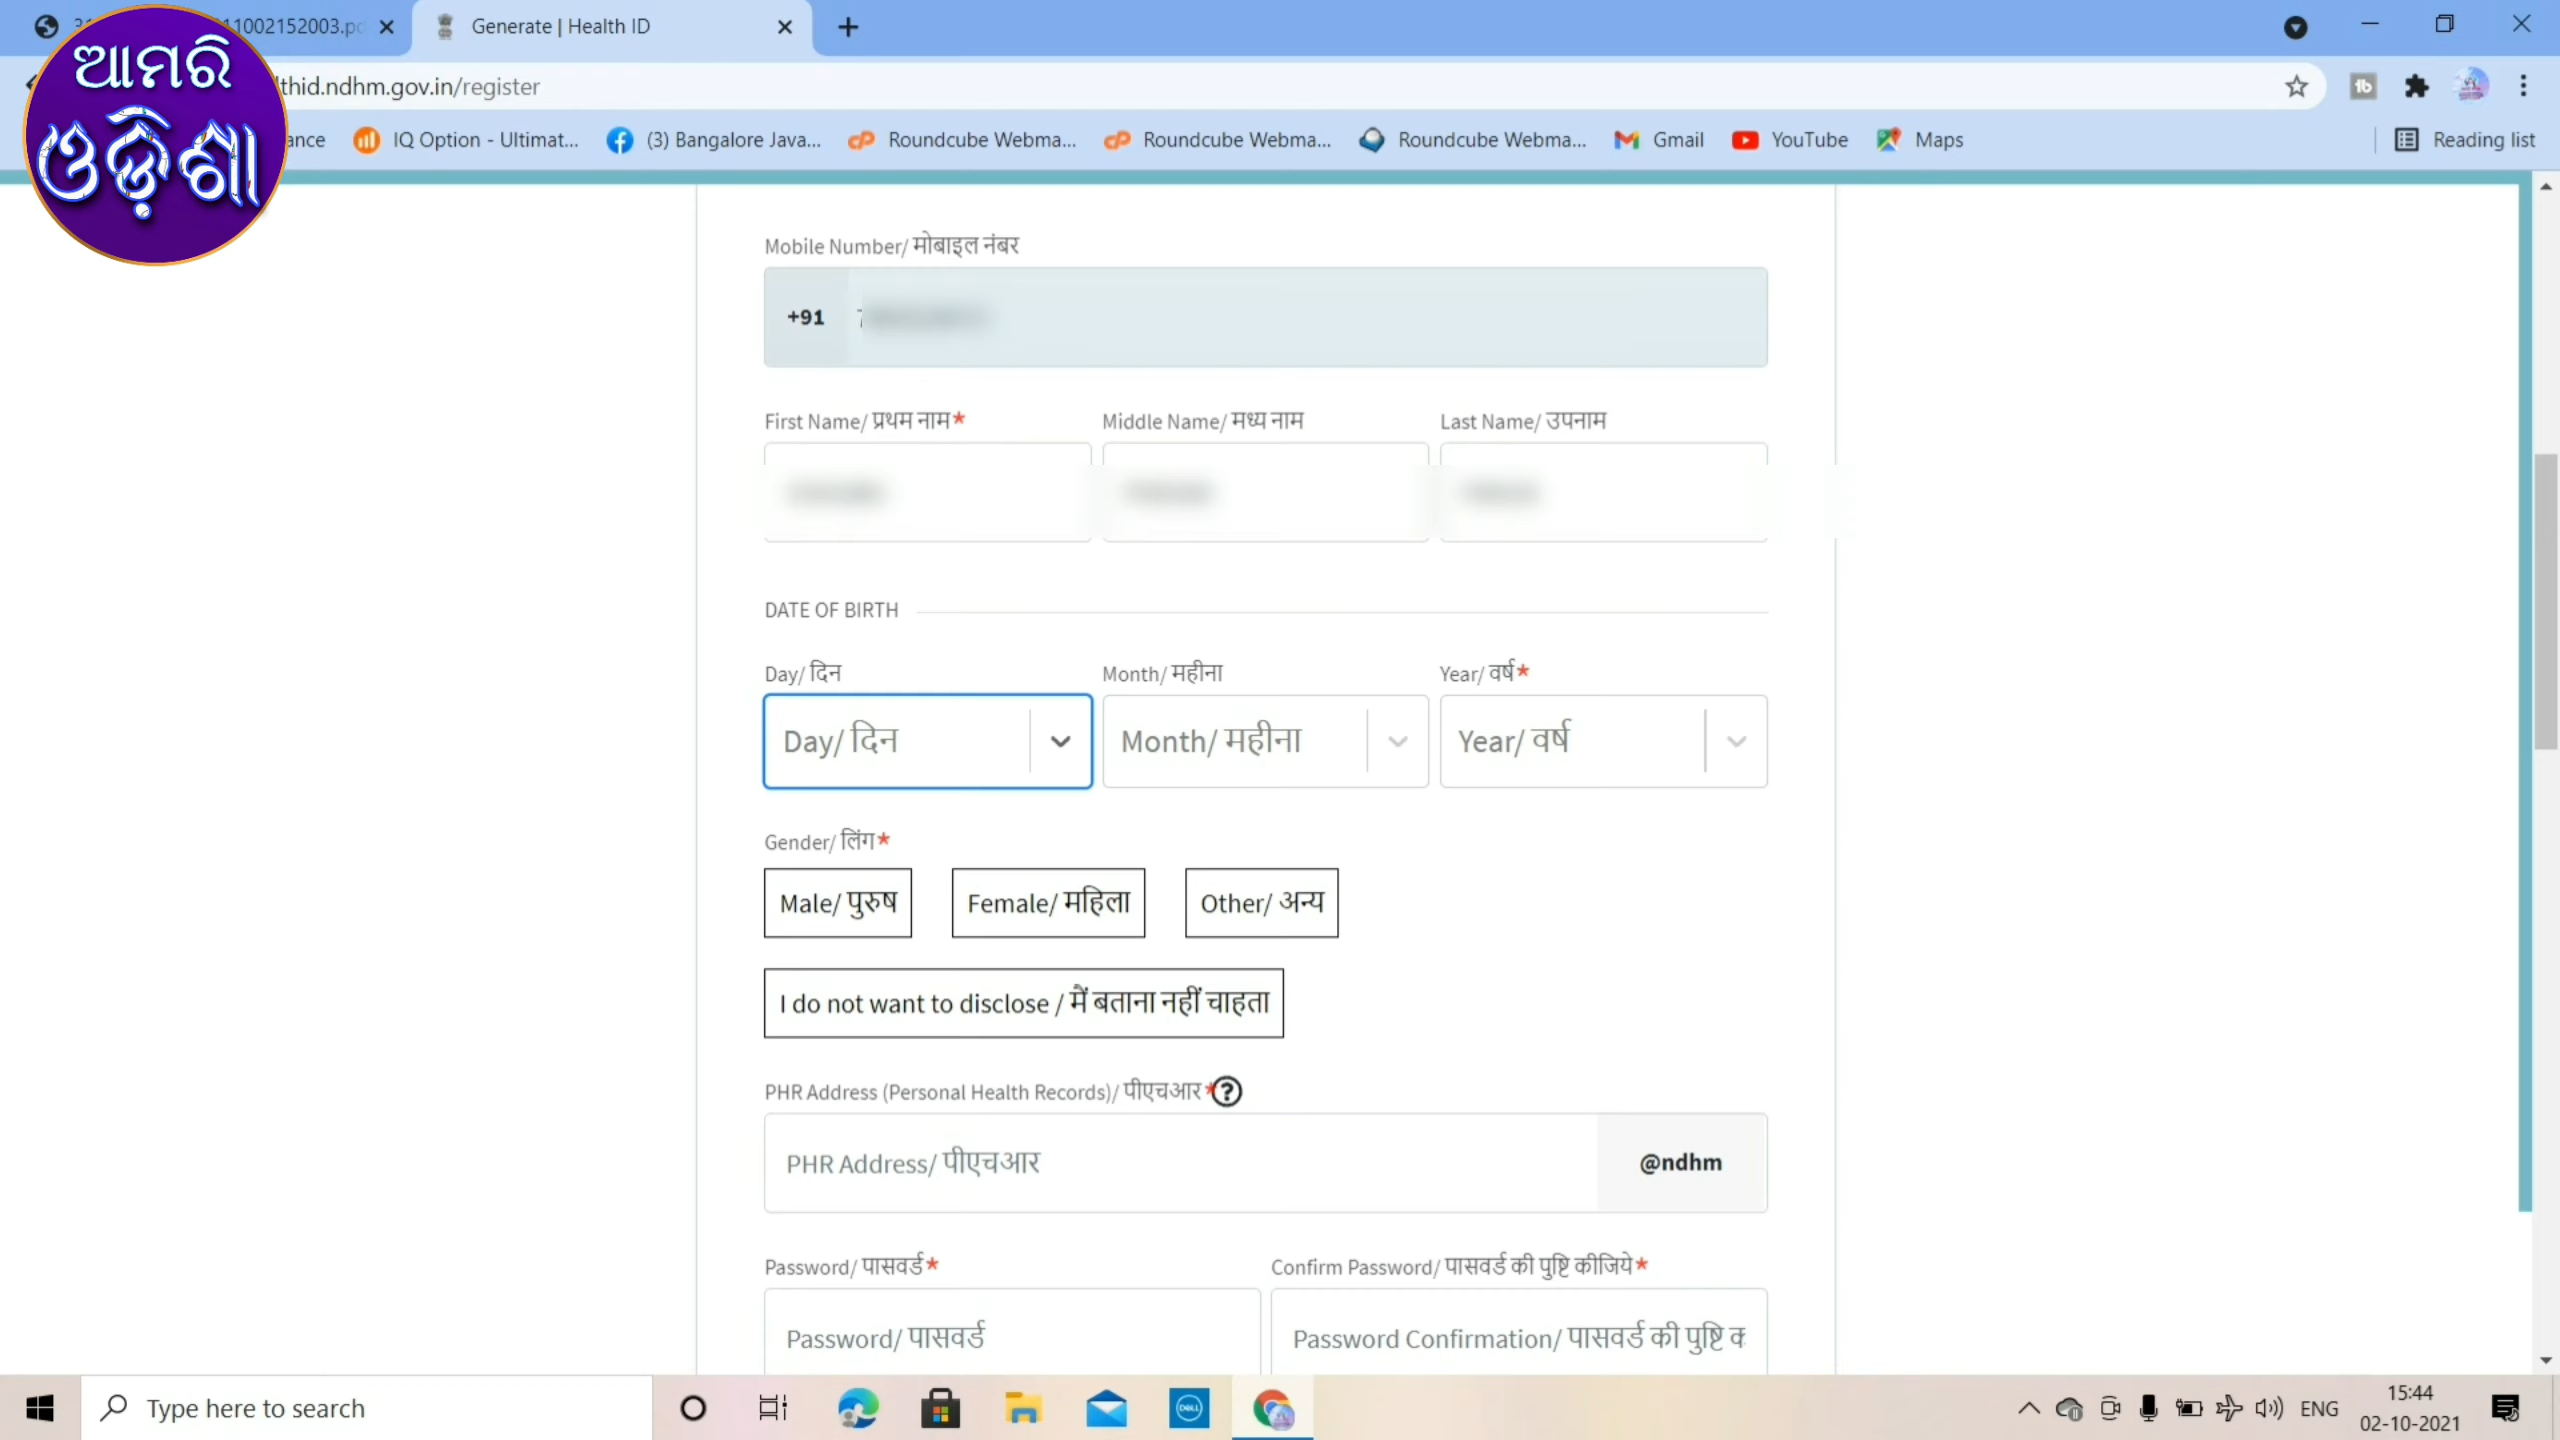 11002152003.pd
Generate | Health ID
ଆମରି
ଓଡ଼ିଶା
thid.ndhm.gov.in/register
ance
IQ Option - Ultimat...
(3) Bangalore Java...
Roundcube Webma...
Roundcube Webma...
Roundcube Webma...
Gmail
YouTube
Maps
Reading list
Mobile Number/ मोबाइल नंबर
+91 7
First Name/ प्रथम नाम*
Middle Name/ मध्य नाम
Last Name/ उपनाम
DATE OF BIRTH
Day/ दिन
Month/ महीना
Year/ वर्ष*
Day/ दिन
Month/ महीना
Year/ वर्ष
Gender/ लिंग*
Male/ पुरुष
Female/ महिला
Other/ अन्य
I do not want to disclose / मैं बताना नहीं चाहता
PHR Address (Personal Health Records)/ पीएचआर*?
PHR Address/ पीएचआर
@ndhm
Password/ पासवर्ड*
Confirm Password/ पासवर्ड की पुष्टि कीजिये*
Password/ पासवर्ड
Password Confirmation/ पासवर्ड की पुष्टि क
Type here to search
DELL
ENG
15:44
02-10-2021